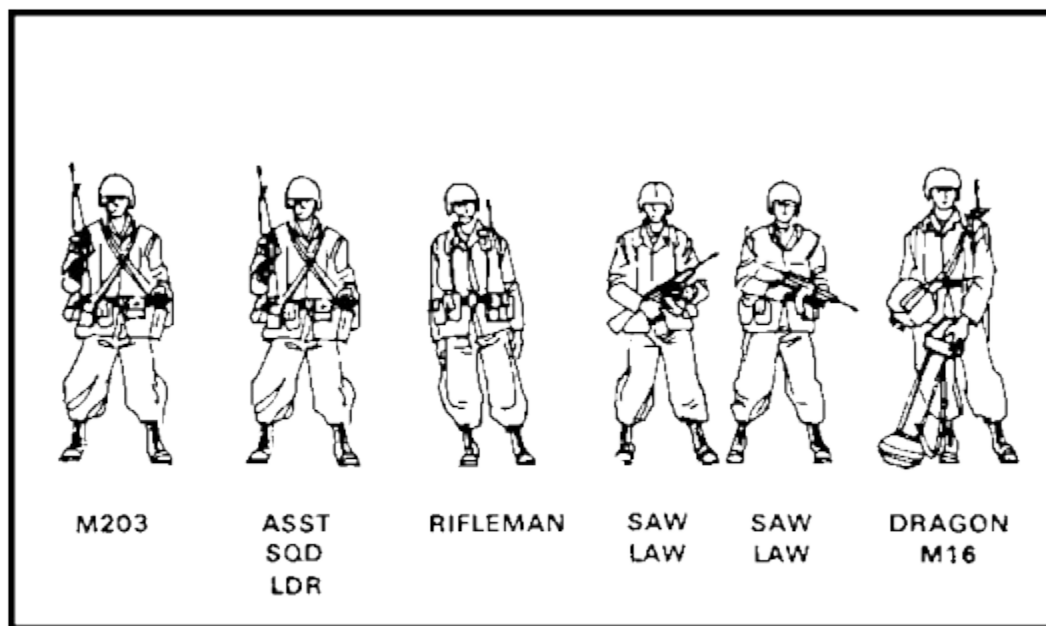 M203
ASST
SQD
LDR
RIFLEMAN
SAW
LAW
SAW
LAW
DRAGON
M16